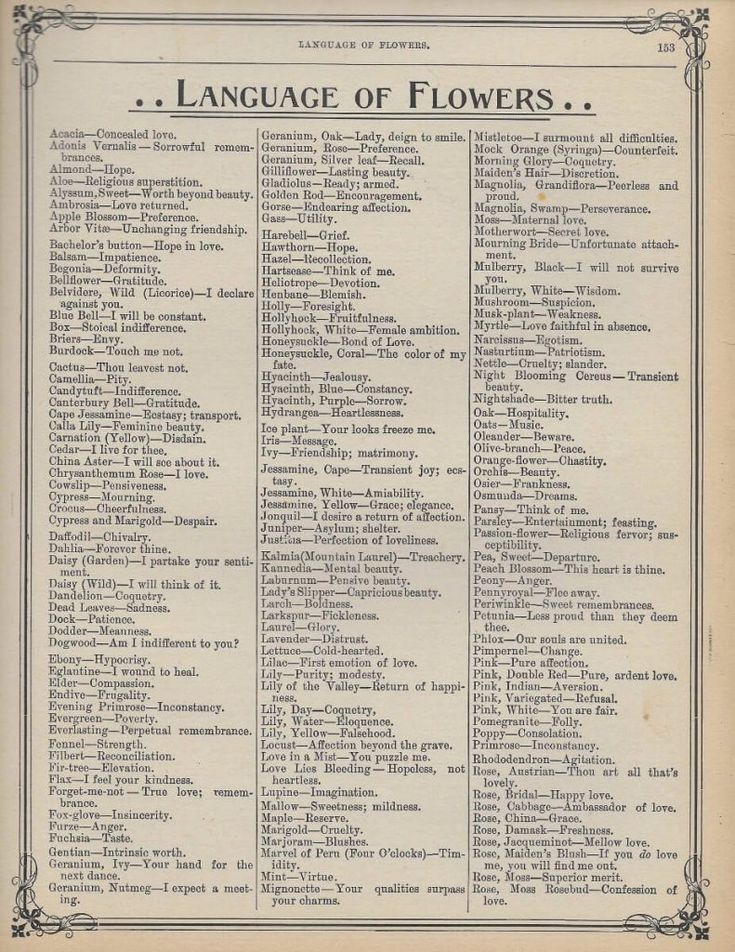 LANGUAGE OF FLOWERS.
153
. . LANGUAGE OF FLOWERS . .
Acacia—Concealed love.
Adonis Vernalis—Sorrowful remem-
brances.
Almond—Hope.
Aloe—Religious superstition.
Alyssum, Sweet—Worth beyond beauty.
Ambrosia—Love returned.
Apple Blossom—Preference.
Arbor Vitæ—Unchanging friendship.
Bachelor's button—Hope in love.
Balsam—Impatience.
Begonia—Deformity.
Bellflower—Gratitude.
Belvidere, Wild (Licorice)—I declare
against you.
Blue Bell—I will be constant.
Box—Stoical indifference.
Briers—Envy.
Burdock—Touch me not.
Cactus—Thou leavest not.
Camellia—Pity.
Candytuft—Indifference.
Canterbury Bell—Gratitude.
Cape Jessamine—Ecstasy; transport.
Calla Lily—Feminine beauty.
Carnation (Yellow)—Disdain.
Cedar—I live for thee.
China Aster—I will see about it.
Chrysanthemum Rose—I love.
Cowslip—Pensiveness.
Cypress—Mourning.
Crocus—Cheerfulness.
Cypress and Marigold—Despair.
Daffodil—Chivalry.
Dahlia—Forever thine.
Daisy (Garden)—I partake your senti-
ment.
Daisy (Wild)—I will think of it.
Dandelion—Coquetry.
Dead Leaves—Sadness.
Dock—Patience.
Dodder—Meanness.
Dogwood—Am I indifferent to you?
Ebony—Hypocrisy.
Eglantine—I wound to heal.
Elder—Compassion.
Endive—Frugality.
Evening Primrose—Inconstancy.
Evergreen—Poverty.
Everlasting—Perpetual remembrance.
Fennel—Strength.
Filbert—Reconciliation.
Fir-tree—Elevation.
Flax—I feel your kindness.
Forget-me-not—True love; remem-
brance.
Fox-glove—Insincerity.
Furze—Anger.
Fuchsia—Taste.
Gentian—Intrinsic worth.
Geranium, Ivy—Your hand for the
next dance.
Geranium, Nutmeg—I expect a meet-
ing.
Geranium, Oak—Lady, deign to smile.
Geranium, Rose—Preference.
Geranium, Silver leaf—Recall.
Gilliflower—Lasting beauty.
Gladiolus—Ready; armed.
Golden Rod—Encouragement.
Gorse—Endearing affection.
Gass—Utility.
Harebell—Grief.
Hawthorn—Hope.
Hazel—Recollection.
Hartsease—Think of me.
Heliotrope—Devotion.
Henbane—Blemish.
Holly—Foresight.
Hollyhock—Fruitfulness.
Hollyhock, White—Female ambition.
Honeysuckle—Bond of Love.
Honeysuckle, Coral—The color of my
fate.
Hyacinth—Jealousy.
Hyacinth, Blue—Constancy.
Hyacinth, Purple—Sorrow.
Hydrangea—Heartlessness.
Ice plant—Your looks freeze me.
Iris—Message.
Ivy—Friendship; matrimony.
Jessamine, Cape—Transient joy; ecs-
tasy.
Jessamine, White—Amiability.
Jessamine, Yellow—Grace; elegance.
Jonquil—I desire a return of affection.
Juniper—Asylum; shelter.
Justicia—Perfection of loveliness.
Kalmia(Mountain Laurel)—Treachery.
Kannedia—Mental beauty.
Laburnum—Pensive beauty.
Lady's Slipper—Capricious beauty.
Larch—Boldness.
Larkspur—Fickleness.
Laurel—Glory.
Lavender—Distrust.
Lettuce—Cold-hearted.
Lilac—First emotion of love.
Lily—Purity; modesty.
Lily of the Valley—Return of happi-
ness.
Lily, Day—Coquetry,
Lily, Water—Eloquence.
Lily, Yellow—Falsehood.
Locust—Affection beyond the grave.
Love in a Mist—You puzzle me.
Love Lies Bleeding—Hopeless, not
heartless.
Lupine—Imagination.
Mallow—Sweetness; mildness.
Maple—Reserve.
Marigold—Cruelty.
Marjoram—Blushes.
Marvel of Peru (Four O'clocks)—Tim-
idity.
Mint—Virtue.
Mignonette—Your qualities surpass
your charms.
Mistletoe—I surmount all difficulties.
Mock Orange (Syringa)—Counterfeit.
Morning Glory—Coquetry.
Maiden's Hair—Discretion.
Magnolia, Grandiflora—Peerless and
proud.
Magnolia, Swamp—Perseverance.
Moss—Maternal love.
Motherwort—Secret love.
Mourning Bride—Unfortunate attach-
ment.
Mulberry, Black—I will not survive
you.
Mulberry, White—Wisdom.
Mushroom—Suspicion.
Musk-plant—Weakness.
Myrtle—Love faithful in absence.
Narcissus—Egotism.
Nasturtium—Patriotism.
Nettle—Cruelty; slander.
Night Blooming Cereus—Transient
beauty.
Nightshade—Bitter truth.
Oak—Hospitality.
Oats—Music.
Oleander—Beware.
Olive-branch—Peace.
Orange-flower—Chastity.
Orchis—Beauty.
Osier—Frankness.
Osmunda—Dreams.
Pansy—Think of me.
Parsley—Entertainment; feasting.
Passion-flower—Religious fervor; sus-
ceptibility.
Pea, Sweet—Departure.
Peach Blossom—This heart is thine.
Peony—Anger.
Pennyroyal—Flee away.
Periwinkle—Sweet remembrances.
Petunia—Less proud than they deem
thee.
Phlox—Our souls are united.
Pimpernel—Change.
Pink—Pure affection.
Pink, Double Red—Pure, ardent love.
Pink, Indian—Aversion.
Pink, Variegated—Refusal.
Pink, White—You are fair.
Pomegranite—Folly.
Poppy—Consolation.
Primrose—Inconstancy.
Rhododendron—Agitation.
Rose, Austrian—Thou art all that's
lovely.
Rose, Bridal—Happy love.
Rose, Cabbage—Ambassador of love.
Rose, China—Grace.
Rose, Damask—Freshness.
Rose, Jacqueminot—Mellow love.
Rose, Maiden's Blush—If you do love
me, you will find me out.
Rose, Moss—Superior merit.
Rose, Moss Rosebud—Confession of
love.